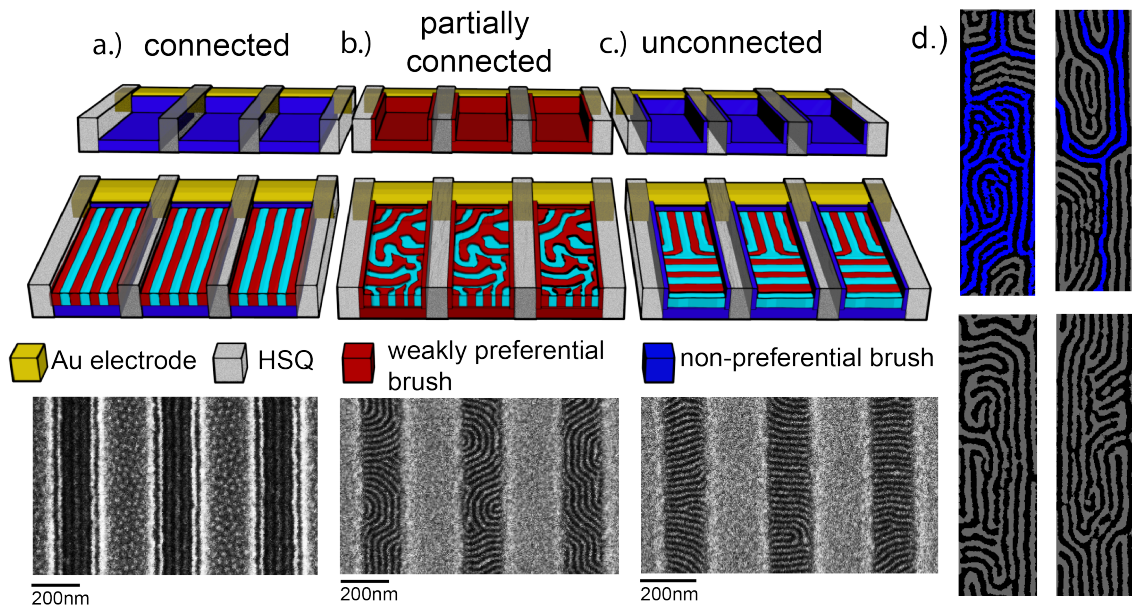 a.) connected
b.) partially
connected
c.) unconnected
d.)
Au electrode
HSQ
weakly preferential
brush
non-preferential brush
200nm
200nm
200nm